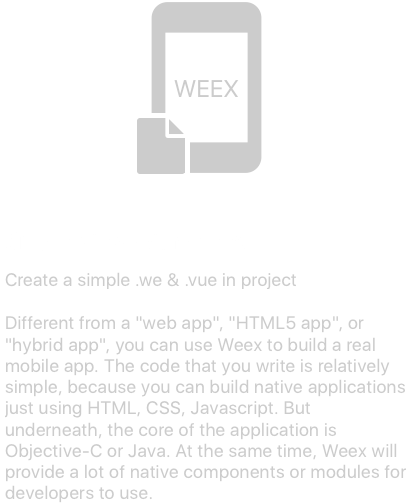 WEEX
Create a simple .we & .vue in project
Different from a "web app", "HTML5 app", or
"hybrid app", you can use Weex to build a real
mobile app. The code that you write is relatively
simple, because you can build native applications
just using HTML, CSS, Javascript. But
underneath, the core of the application is
Objective-C or Java. At the same time, Weex will
provide a lot of native components or modules for
developers to use.